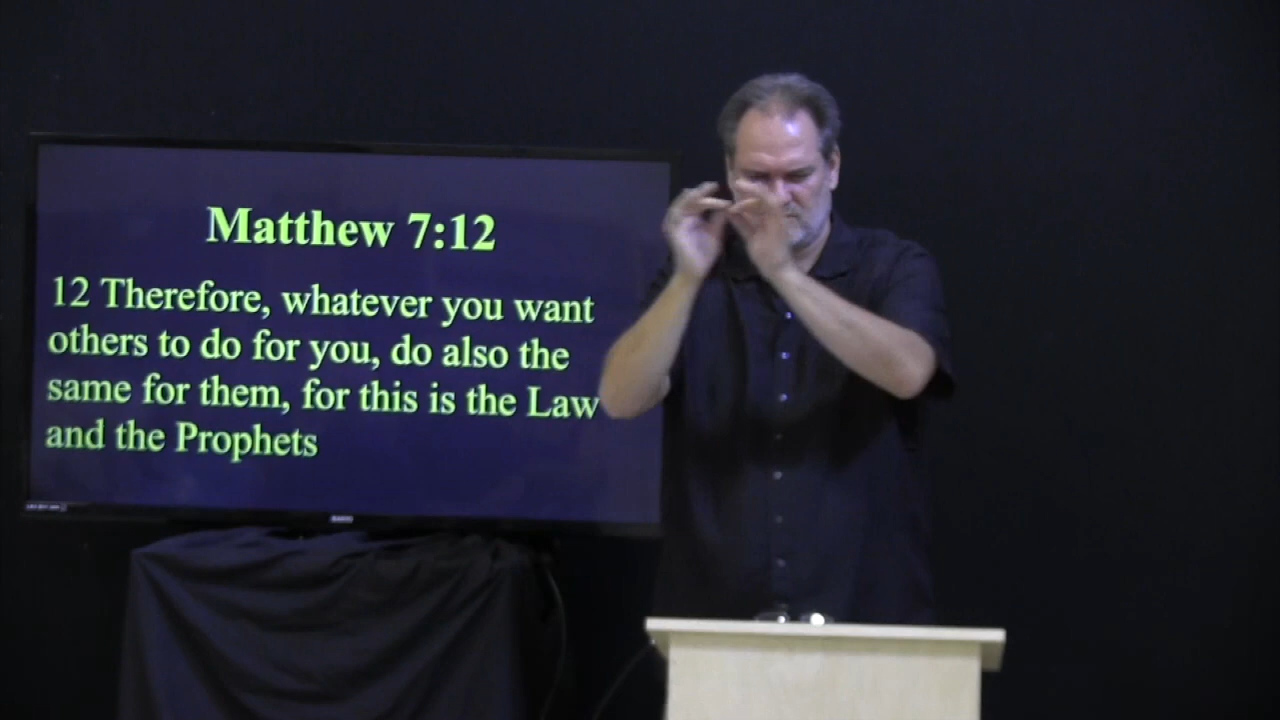 Matthew 7:12
12 Therefore, whatever you want
others to do for you, do also the
same for them, for this is the Law
and the Prophets